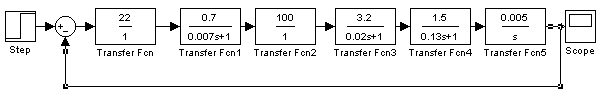 22
1
0.7
0.007s+1
100
1
3.2
0.02s+1
1.5
0.13s+1
0.005
s
Step
Transfer Fcn
Transfer Fcn1
Transfer Fcn2
Transfer Fcn3
Transfer Fcn4
Transfer Fcn5
Scope